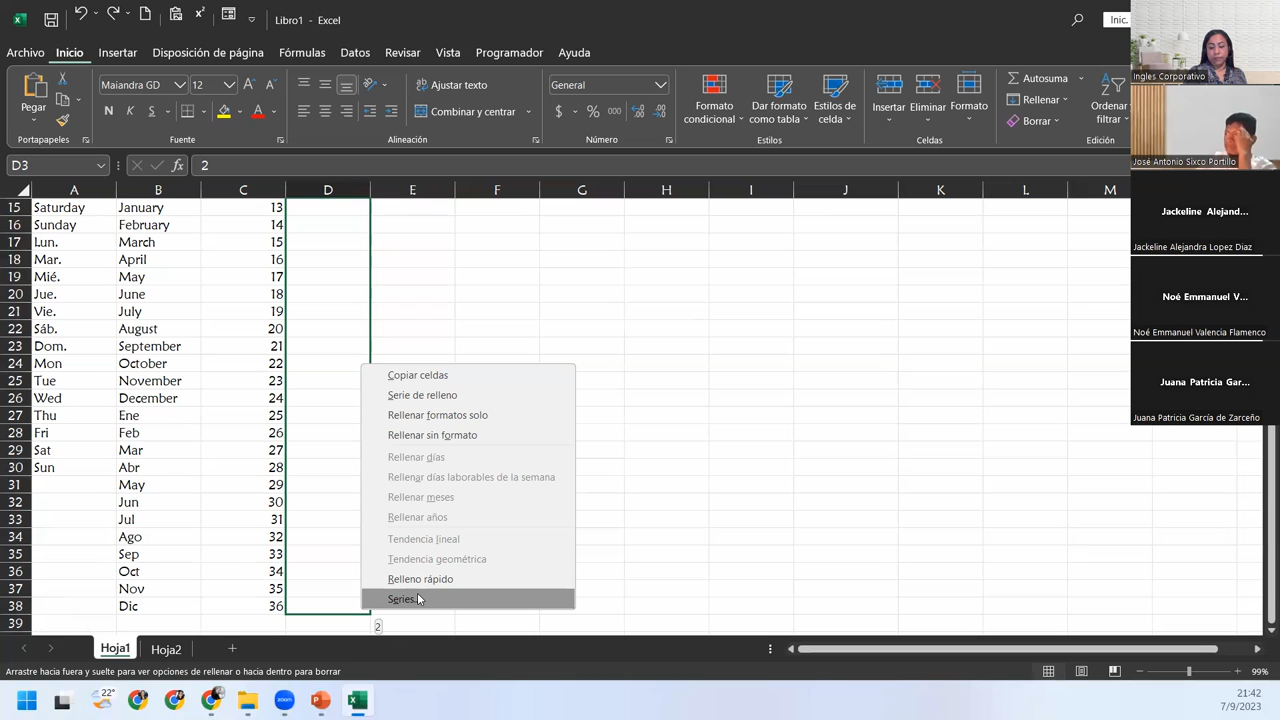 Libro1 - Excel
Inic.
Archivo Inicio Insertar Disposición de página Fórmulas Datos Revisar Vista Programador Ayuda
Pegar
Maiandra GD 12
N K S
Ajustar texto
Combinar y centrar
General
$ % 000
Formato condicional
Dar formato como tabla
Estilos de celda
Insertar
Eliminar
Formato
Autosuma
Rellenar
Borrar
Ordenar filtrar
Portapapeles Fuente Alineación Número Estilos Celdas
D3 fx 2
A B C D E F G H I J K L M
15 Saturday January 13
16 Sunday February 14
17 Lun. March 15
18 Mar. April 16
19 Mié. May 17
20 Jue. June 18
21 Vie. July 19
22 Sáb. August 20
23 Dom. September 21
24 Mon October 22
25 Tue November 23
26 Wed December 24
27 Thu Ene 25
28 Fri Feb 26
29 Sat Mar 27
30 Sun Abr 28
31 May 29
32 Jun 30
33 Jul 31
34 Ago 32
35 Sep 33
36 Oct 34
37 Nov 35
38 Dic 36
39
Copiar celdas
Serie de relleno
Rellenar formatos solo
Rellenar sin formato
Rellenar días
Rellenar días laborables de la semana
Rellenar meses
Rellenar años
Tendencia lineal
Tendencia geométrica
Relleno rápido
Series...
2
Hoja1 Hoja2
Arrastre hacia fuera y suelte para ver opciones de rellenar o hacia dentro para borrar
99%
22°
zoom
21:42
7/9/2023
Ingles Corporativo
José Antonio Sixco Portillo
Jackeline Alejand...
Jackeline Alejandra Lopez Diaz
Noé Emmanuel V...
Noé Emmanuel Valencia Flamenco
Juana Patricia Gar...
Juana Patricia García de Zarceño